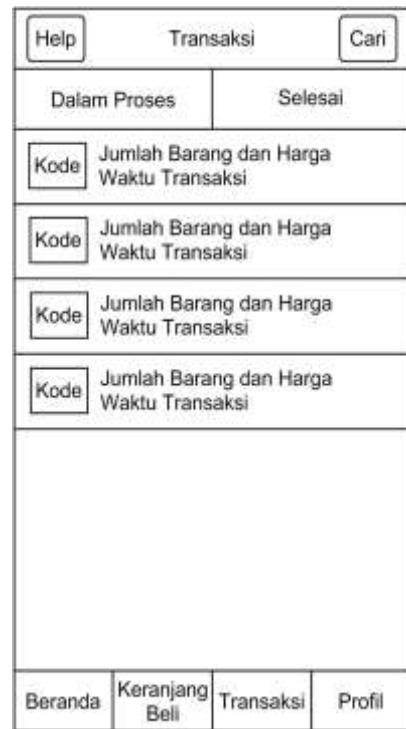 Help
Transaksi
Cari
Dalam Proses
Selesai
Kode
Jumlah Barang dan Harga
Waktu Transaksi
Kode
Jumlah Barang dan Harga
Waktu Transaksi
Kode
Jumlah Barang dan Harga
Waktu Transaksi
Kode
Jumlah Barang dan Harga
Waktu Transaksi
Beranda
Keranjang
Beli
Transaksi
Profil